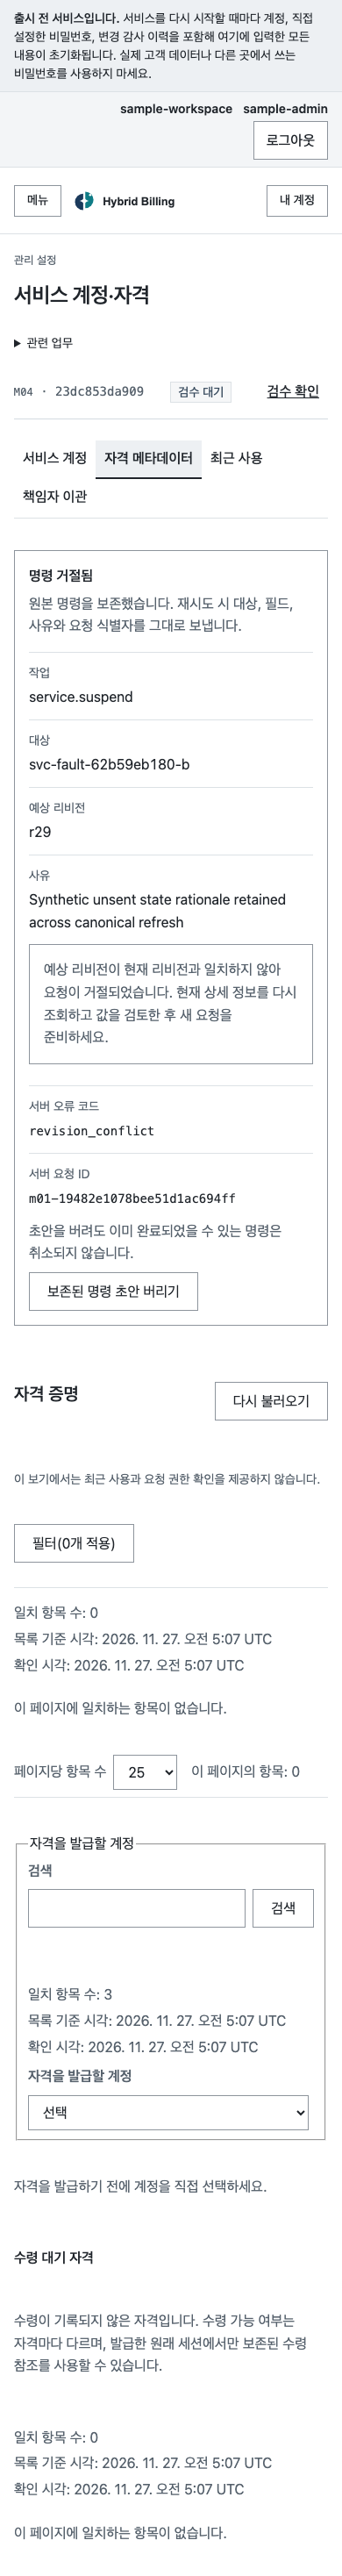 출시 전 서비스입니다. 서비스를 다시 시작할 때마다 계정, 직접
설정한 비밀번호, 변경 감사 이력을 포함해 여기에 입력한 모든
내용이 초기화됩니다. 실제 고객 데이터나 다른 곳에서 쓰는
비밀번호를 사용하지 마세요.
sample-workspace sample-admin
로그아웃
메뉴 Hybrid Billing 내 계정
관리 설정
서비스 계정·자격
▶ 관련 업무
M04 · 23dc853da909 검수 대기 검수 확인
서비스 계정 자격 메타데이터 최근 사용
책임자 이관
명령 거절됨
원본 명령을 보존했습니다. 재시도 시 대상, 필드,
사유와 요청 식별자를 그대로 보냅니다.
작업
service.suspend
대상
svc-fault-62b59eb180-b
예상 리비전
r29
사유
Synthetic unsent state rationale retained
across canonical refresh
예상 리비전이 현재 리비전과 일치하지 않아
요청이 거절되었습니다. 현재 상세 정보를 다시
조회하고 값을 검토한 후 새 요청을
준비하세요.
서버 오류 코드
revision_conflict
서버 요청 ID
m01-19482e1078bee51d1ac694ff
초안을 버려도 이미 완료되었을 수 있는 명령은
취소되지 않습니다.
보존된 명령 초안 버리기
자격 증명 다시 불러오기
이 보기에서는 최근 사용과 요청 권한 확인을 제공하지 않습니다.
필터(0개 적용)
일치 항목 수: 0
목록 기준 시각: 2026. 11. 27. 오전 5:07 UTC
확인 시각: 2026. 11. 27. 오전 5:07 UTC
이 페이지에 일치하는 항목이 없습니다.
페이지당 항목 수 25 이 페이지의 항목: 0
자격을 발급할 계정
검색
검색
일치 항목 수: 3
목록 기준 시각: 2026. 11. 27. 오전 5:07 UTC
확인 시각: 2026. 11. 27. 오전 5:07 UTC
자격을 발급할 계정
선택
자격을 발급하기 전에 계정을 직접 선택하세요.
수령 대기 자격
수령이 기록되지 않은 자격입니다. 수령 가능 여부는
자격마다 다르며, 발급한 원래 세션에서만 보존된 수령
참조를 사용할 수 있습니다.
일치 항목 수: 0
목록 기준 시각: 2026. 11. 27. 오전 5:07 UTC
확인 시각: 2026. 11. 27. 오전 5:07 UTC
이 페이지에 일치하는 항목이 없습니다.